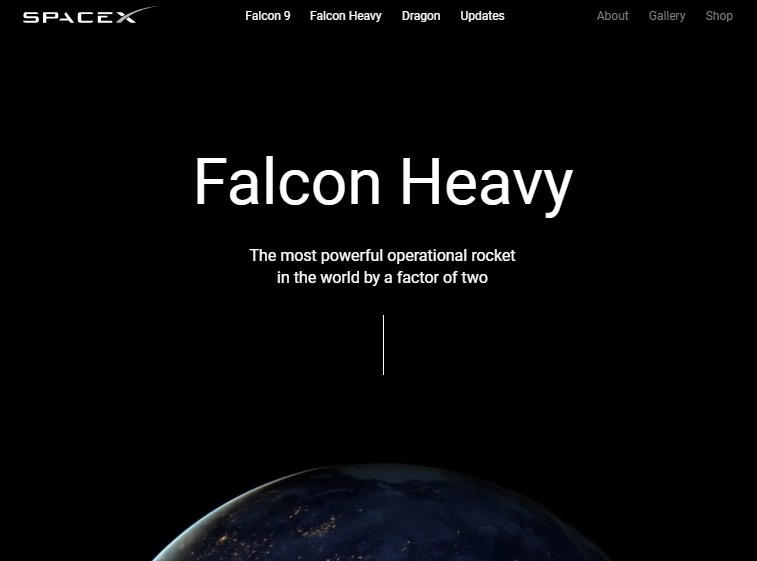 SPACEX
Falcon 9 Falcon Heavy Dragon Updates About Gallery Shop
Falcon Heavy
The most powerful operational rocket
in the world by a factor of two